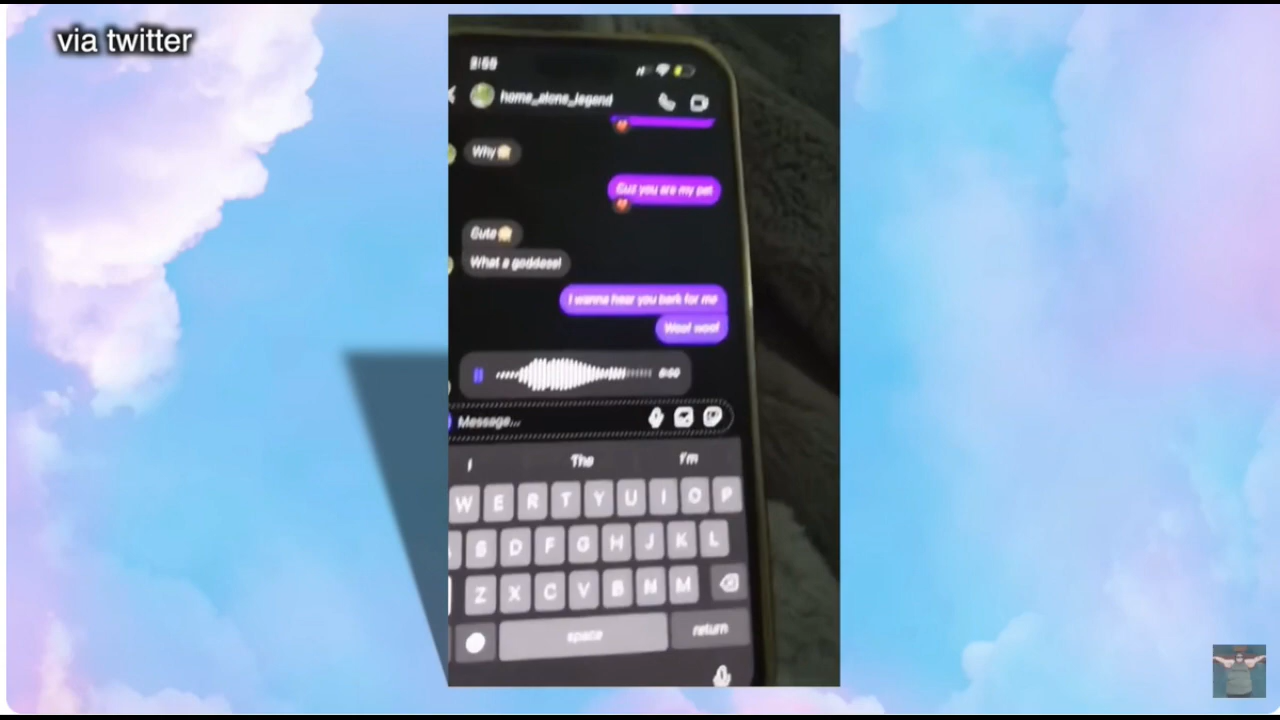 via twitter
home_alone_legend
Why
Cuz you are my pet
Cute
What a goddess!
I wanna hear you bark for me
Woof woof
Message...
I The I'm
W E R T Y U I O P
S D F G H J K L
Z X C V B N M
space return